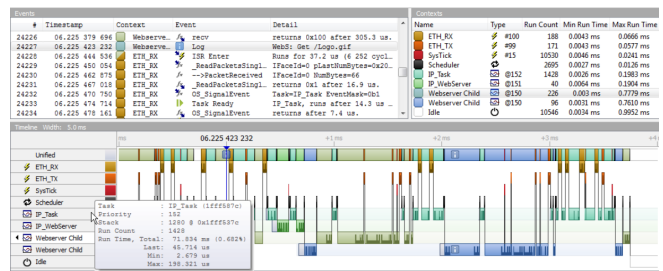 Events
# Timestamp Context Event Detail
24226 06.225 379 696 Webserve... recv returns 0x100 after 305.3 us.
24227 06.225 423 232 Webserve... Log WebS: Get /Logo.gif
24228 06.225 444 536 ETH_RX ISR Enter Runs for 37.2 us (6 252 cycl...
24229 06.225 450 054 ETH_RX _ReadPacketsSingl... IFaceId=0 pLastNumBytes=0x20...
24230 06.225 462 875 ETH_RX -->PacketReceived IFaceId=0 NumBytes=66
24231 06.225 467 018 ETH_RX _ReadPacketsSingl... returns 0x1 after 16.9 us.
24232 06.225 470 750 ETH_RX OS_SignalEvent Task=IP_Task EventMask=0b1
24233 06.225 474 714 ETH_RX Task Ready IP_Task, runs after 14.3 us ...
24234 06.225 478 161 ETH_RX OS_SignalEvent returns after 7.4 us.
Contexts
Name Type Run Count Min Run Time Max Run Time
ETH_RX #100 188 0.0043 ms 0.0666 ms
ETH_TX #99 171 0.0043 ms 0.0577 ms
SysTick #15 10530 0.0046 ms 0.0241 ms
Scheduler 2695 0.0027 ms 0.0126 ms
IP_Task @152 1428 0.0026 ms 0.1983 ms
IP_WebServer @151 40 0.0064 ms 0.1904 ms
Webserver Child @150 226 0.003 ms 0.7779 ms
Webserver Child @150 96 0.0031 ms 0.7610 ms
Idle 10546 0.0034 ms 0.9952 ms
Timeline Width: 5.0 ms
ms 06.225 423 232 +1 ms +2 ms +3 ms +4
Unified
ETH_RX
ETH_TX
SysTick
Scheduler
IP_Task
IP_WebServer
Webserver Child
Webserver Child
Idle
Task : IP_Task (1fff587c)
Priority : 152
Stack : 1280 @ 0x1fff537c
Run Count : 1428
Run Time, Total: 71.834 ms (0.682%)
Last: 45.714 us
Min: 2.679 us
Max: 198.321 us